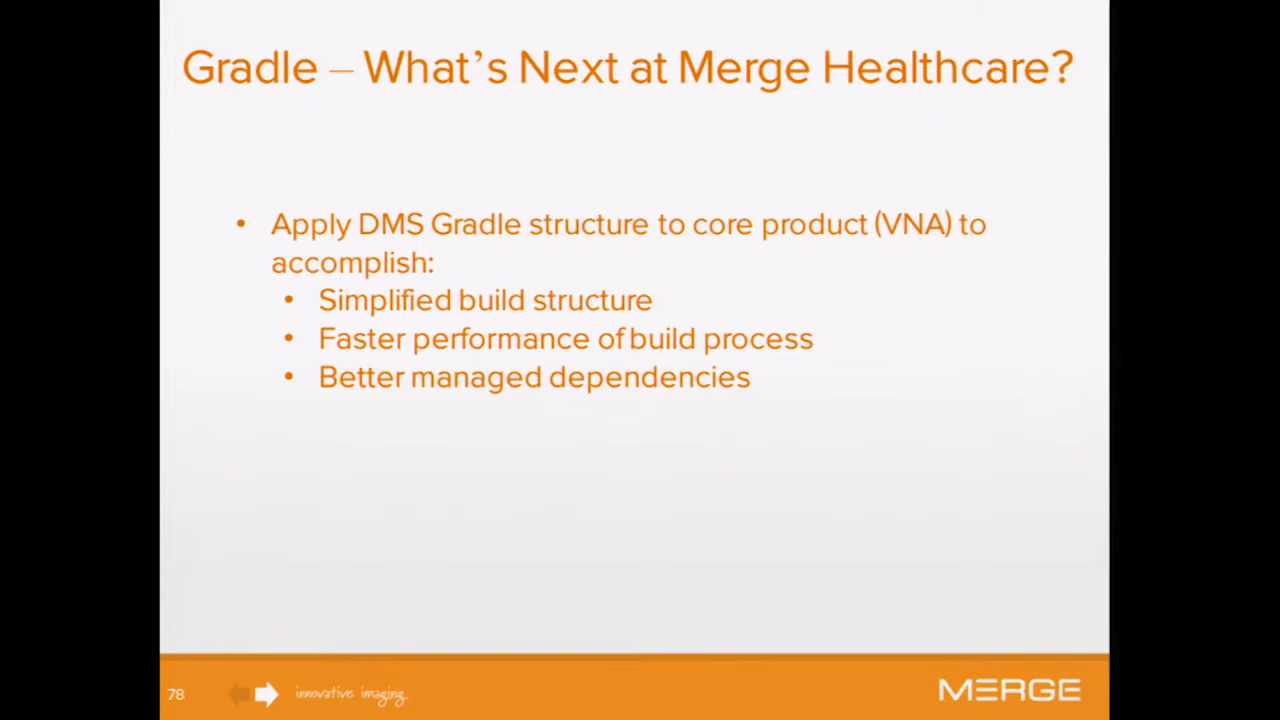 Gradle – What's Next at Merge Healthcare?
• Apply DMS Gradle structure to core product (VNA) to
accomplish:
• Simplified build structure
• Faster performance of build process
• Better managed dependencies
78
innovative imaging.
MERGE